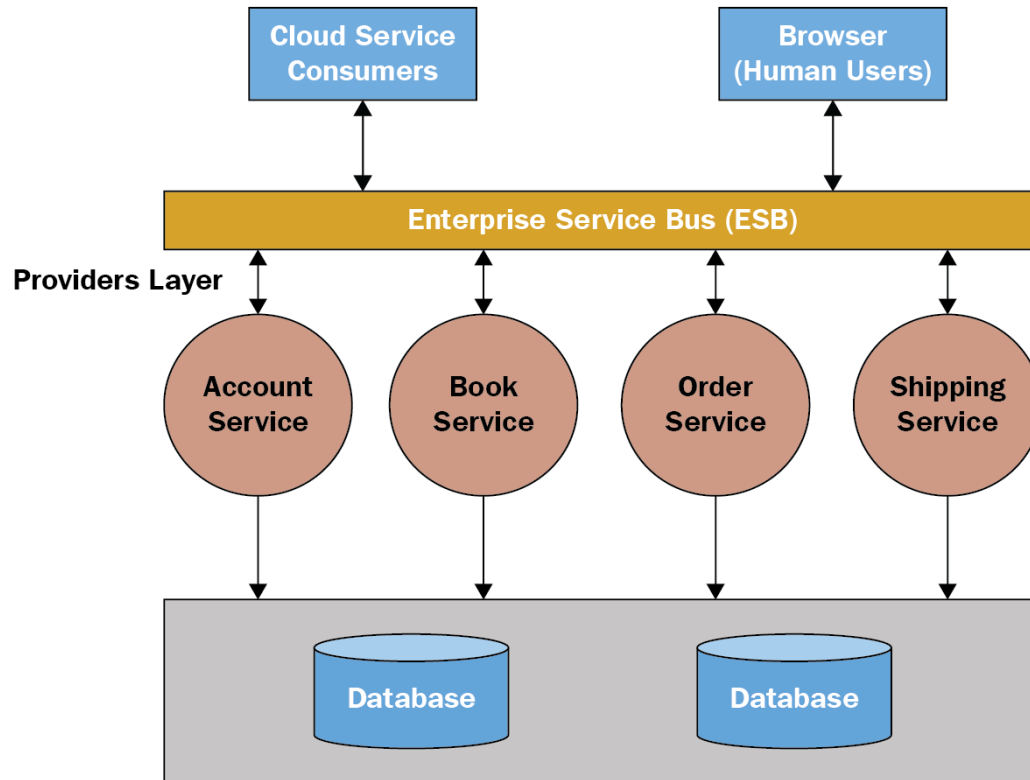 Cloud Service
Consumers
Browser
(Human Users)
Enterprise Service Bus (ESB)
Providers Layer
Account
Service
Book
Service
Order
Service
Shipping
Service
Database
Database